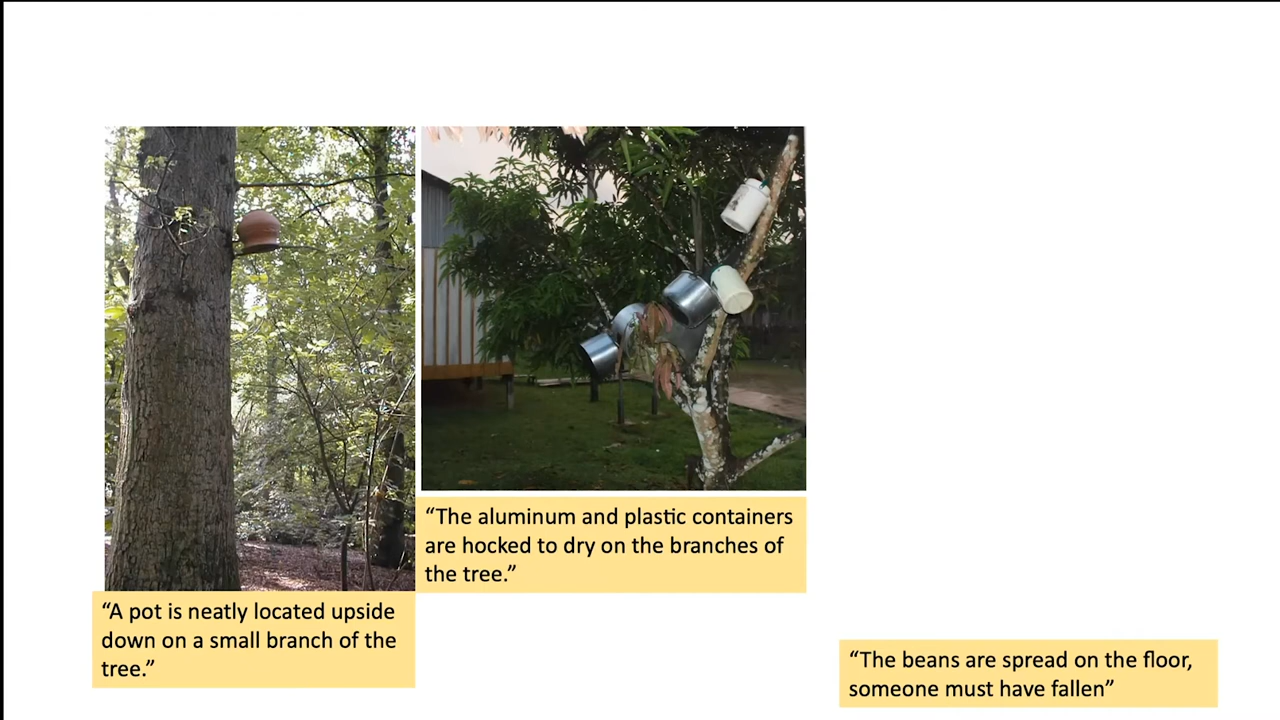 “The aluminum and plastic containers
are hocked to dry on the branches of
the tree.”
“A pot is neatly located upside
down on a small branch of the
tree.”
“The beans are spread on the floor,
someone must have fallen”